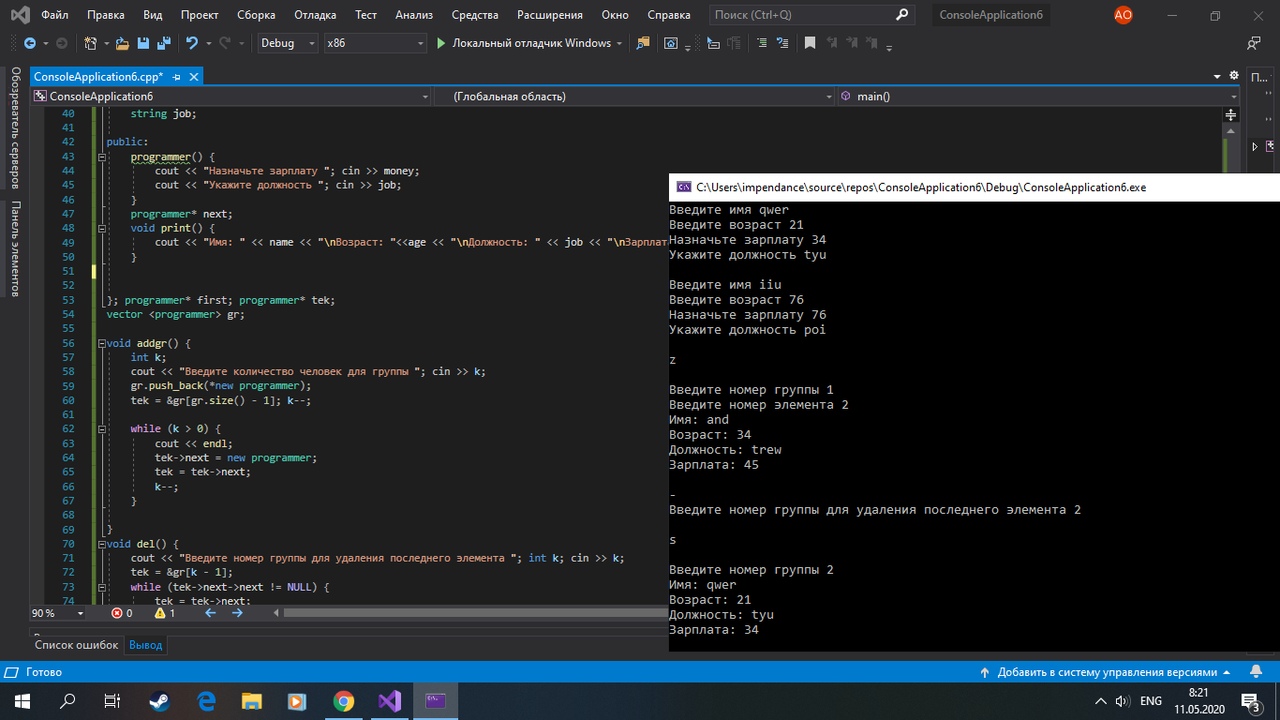 Файл Правка Вид Проект Сборка Отладка Тест Анализ Средства Расширения Окно Справка Поиск (Ctrl+Q) ConsoleApplication6 AO
Debug x86 Локальный отладчик Windows
ConsoleApplication6.cpp*
ConsoleApplication6 (Глобальная область) main()
Обозреватель серверов
Панель элементов
П...
40 string job;
41
42 public:
43 programmer() {
44 cout << "Назначьте зарплату "; cin >> money;
45 cout << "Укажите должность "; cin >> job;
46 }
47 programmer* next;
48 void print() {
49 cout << "Имя: " << name << "\nВозраст: "<<age << "\nДолжность: " << job << "\nЗарплат
50 }
51
52
53 }; programmer* first; programmer* tek;
54 vector <programmer> gr;
55
56 void addgr() {
57 int k;
58 cout << "Введите количество человек для группы "; cin >> k;
59 gr.push_back(*new programmer);
60 tek = &gr[gr.size() - 1]; k--;
61
62 while (k > 0) {
63 cout << endl;
64 tek->next = new programmer;
65 tek = tek->next;
66 k--;
67 }
68
69 }
70 void del() {
71 cout << "Введите номер группы для удаления последнего элемента "; int k; cin >> k;
72 tek = &gr[k - 1];
73 while (tek->next->next != NULL) {
74 tek = tek->next;
90 % 0 1
Список ошибок Вывод
C:\Users\impendance\source\repos\ConsoleApplication6\Debug\ConsoleApplication6.exe
Введите имя qwer
Введите возраст 21
Назначьте зарплату 34
Укажите должность tyu
Введите имя iiu
Введите возраст 76
Назначьте зарплату 76
Укажите должность poi
z
Введите номер группы 1
Введите номер элемента 2
Имя: and
Возраст: 34
Должность: trew
Зарплата: 45
-
Введите номер группы для удаления последнего элемента 2
s
Введите номер группы 2
Имя: qwer
Возраст: 21
Должность: tyu
Зарплата: 34
Готово Добавить в систему управления версиями
ENG 8:21
11.05.2020 3